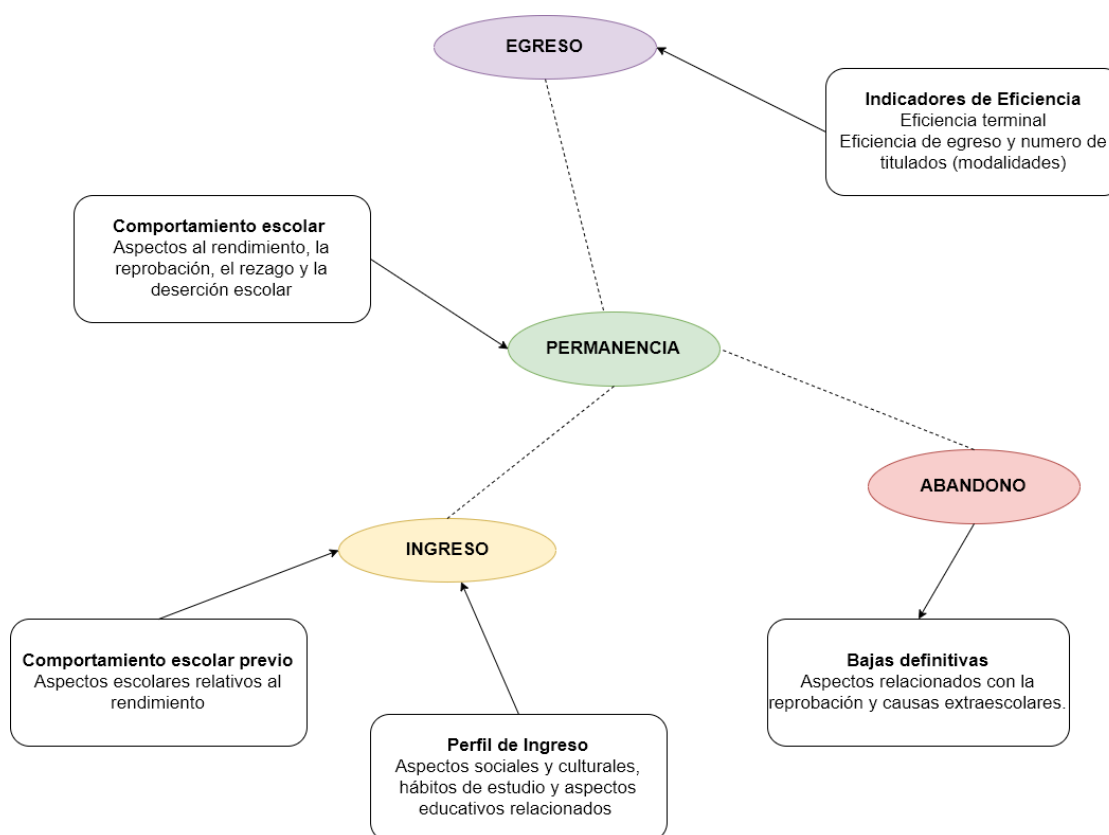 EGRESO
Indicadores de Eficiencia
Eficiencia terminal
Eficiencia de egreso y numero de
titulados (modalidades)
Comportamiento escolar
Aspectos al rendimiento, la
reprobación, el rezago y la
deserción escolar
PERMANENCIA
ABANDONO
INGRESO
Comportamiento escolar previo
Aspectos escolares relativos al
rendimiento
Bajas definitivas
Aspectos relacionados con la
reprobación y causas extraescolares.
Perfil de Ingreso
Aspectos sociales y culturales,
hábitos de estudio y aspectos
educativos relacionados